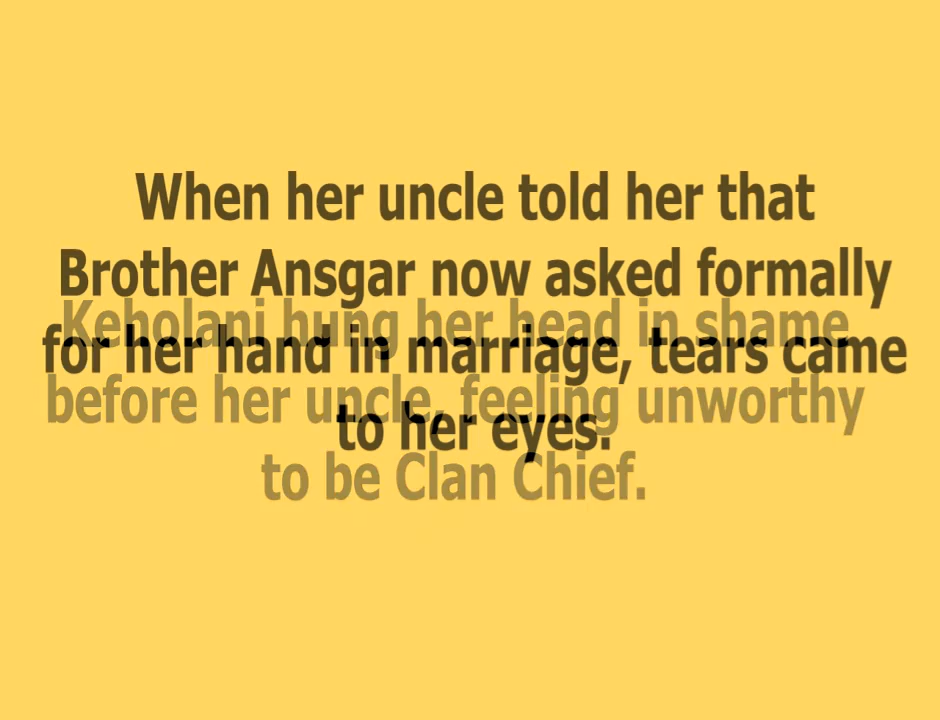 When her uncle told her that
Brother Ansgar now asked formally
for her hand in marriage, tears came
to her eyes.
Keholani hung her head in shame
before her uncle, feeling unworthy
to be Clan Chief.